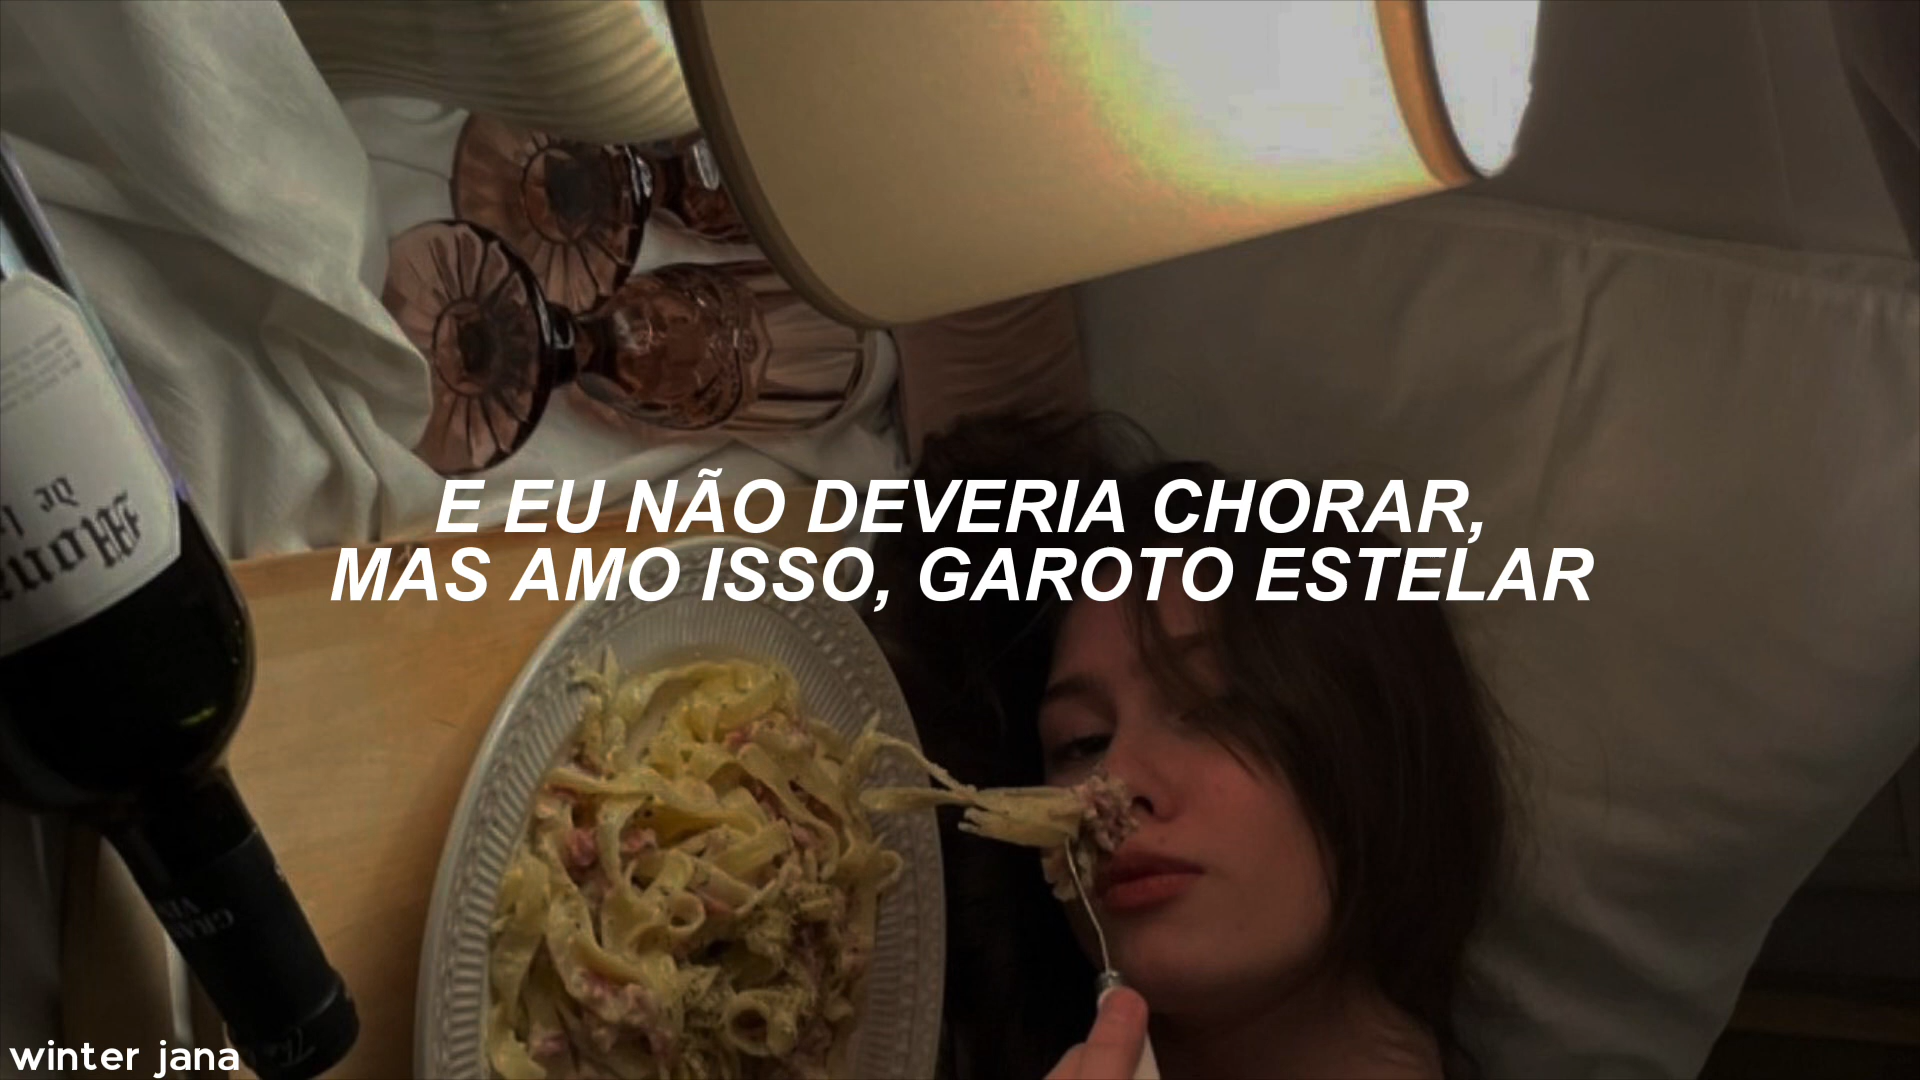 E EU NÃO DEVERIA CHORAR,
MAS AMO ISSO, GAROTO ESTELAR
winter jana